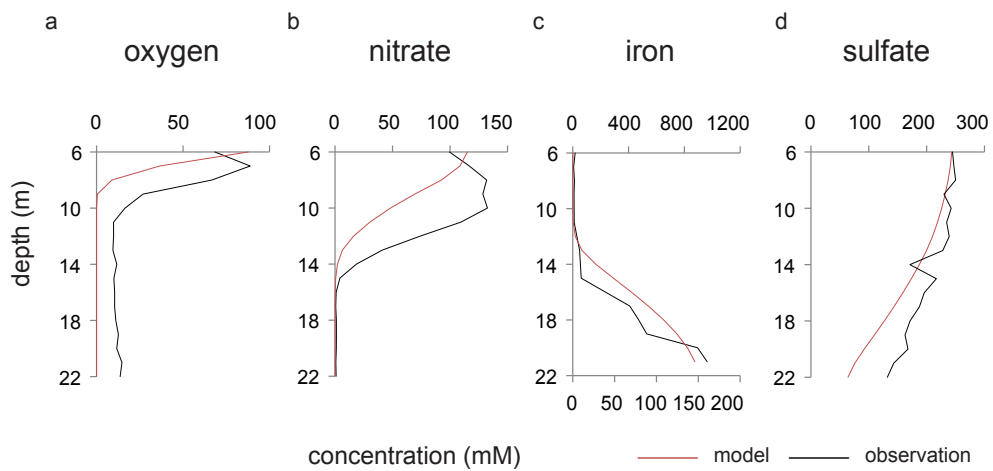 a b c d
oxygen nitrate iron sulfate
0 50 100 0 50 100 150 0 400 800 1200 0 100 200 300
6 6 6 6
10 10 10 10
14 14 14 14
18 18 18 18
22 22 22 22
depth (m)
0 50 100 150 200
concentration (mM) model observation